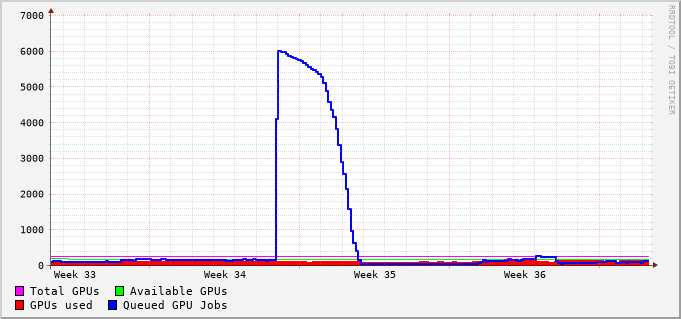 7000
6000
5000
4000
3000
2000
1000
0
Week 33 Week 34 Week 35 Week 36
Total GPUs Available GPUs
GPUs used Queued GPU Jobs
RRDTOOL / TOBI OETIKER